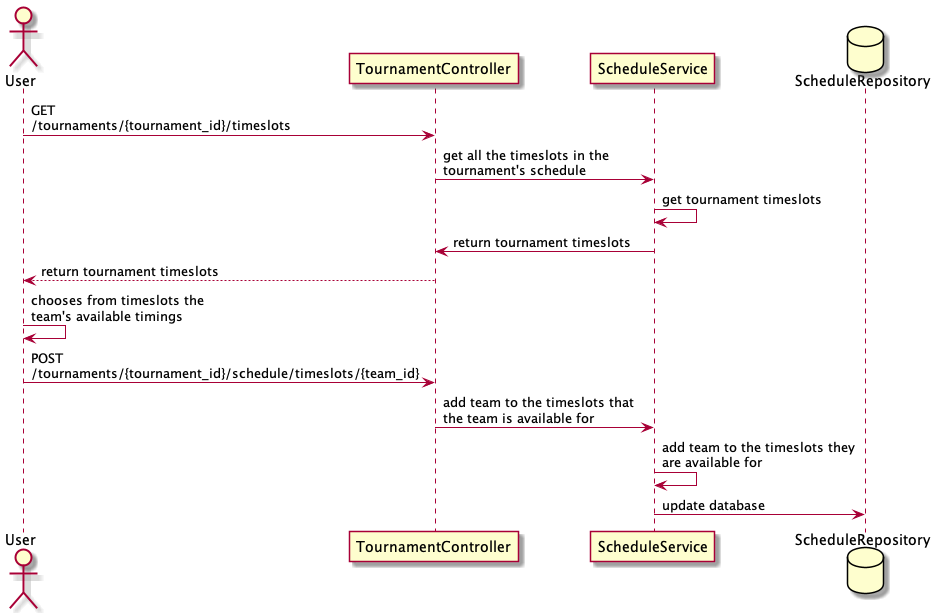 User
TournamentController
ScheduleService
ScheduleRepository
GET
/tournaments/{tournament_id}/timeslots
get all the timeslots in the
tournament's schedule
get tournament timeslots
return tournament timeslots
return tournament timeslots
chooses from timeslots the
team's available timings
POST
/tournaments/{tournament_id}/schedule/timeslots/{team_id}
add team to the timeslots that
the team is available for
add team to the timeslots they
are available for
update database
User
TournamentController
ScheduleService
ScheduleRepository